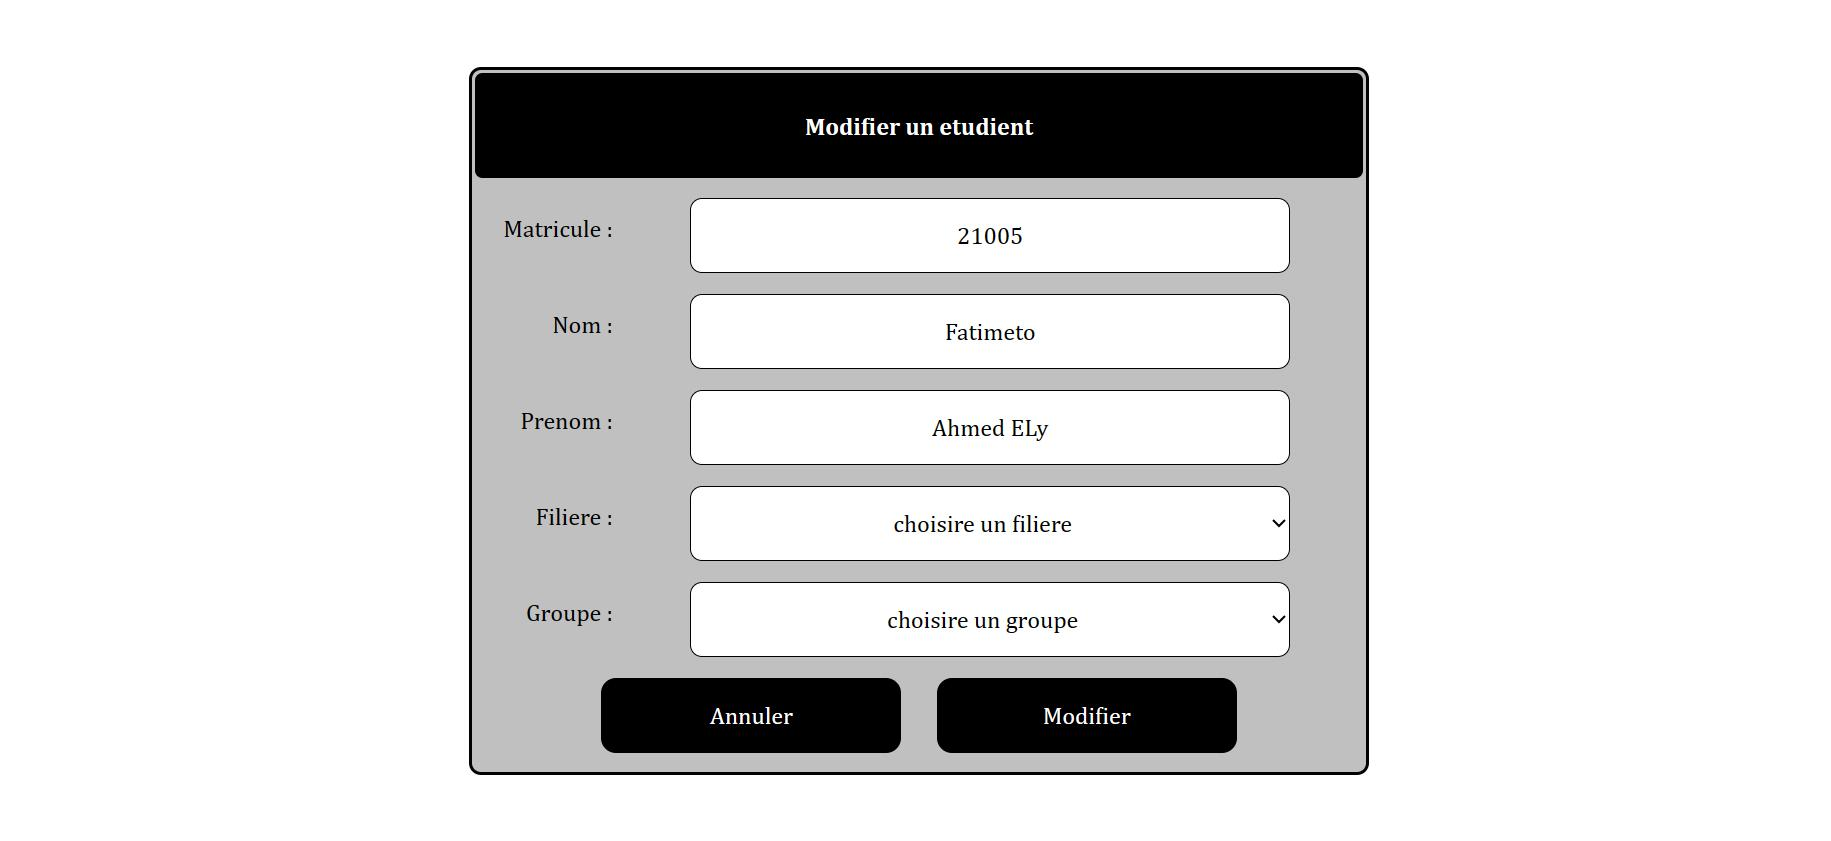 Modifier un etudient
Matricule : 21005
Nom : Fatimeto
Prenom : Ahmed ELy
Filiere : choisire un filiere
Groupe : choisire un groupe
Annuler Modifier